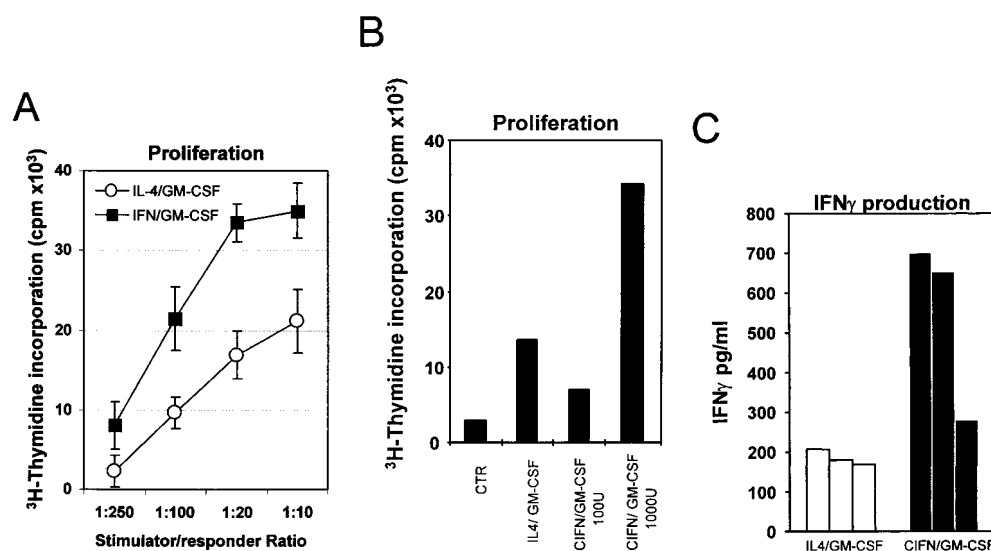 A
Proliferation
³H-Thymidine incorporation (cpm x10³)
40
30
20
10
0
IL-4/GM-CSF
IFN/GM-CSF
1:250 1:100 1:20 1:10
Stimulator/responder Ratio
B
Proliferation
³H-Thymidine incorporation (cpm x10³)
40
30
20
10
0
CTR
IL4/ GM-CSF
CIFN/GM-CSF
100U
CIFN/ GM-CSF
1000U
C
IFNγ production
IFNγ pg/ml
800
700
600
500
400
300
200
100
0
IL4/GM-CSF CIFN/GM-CSF